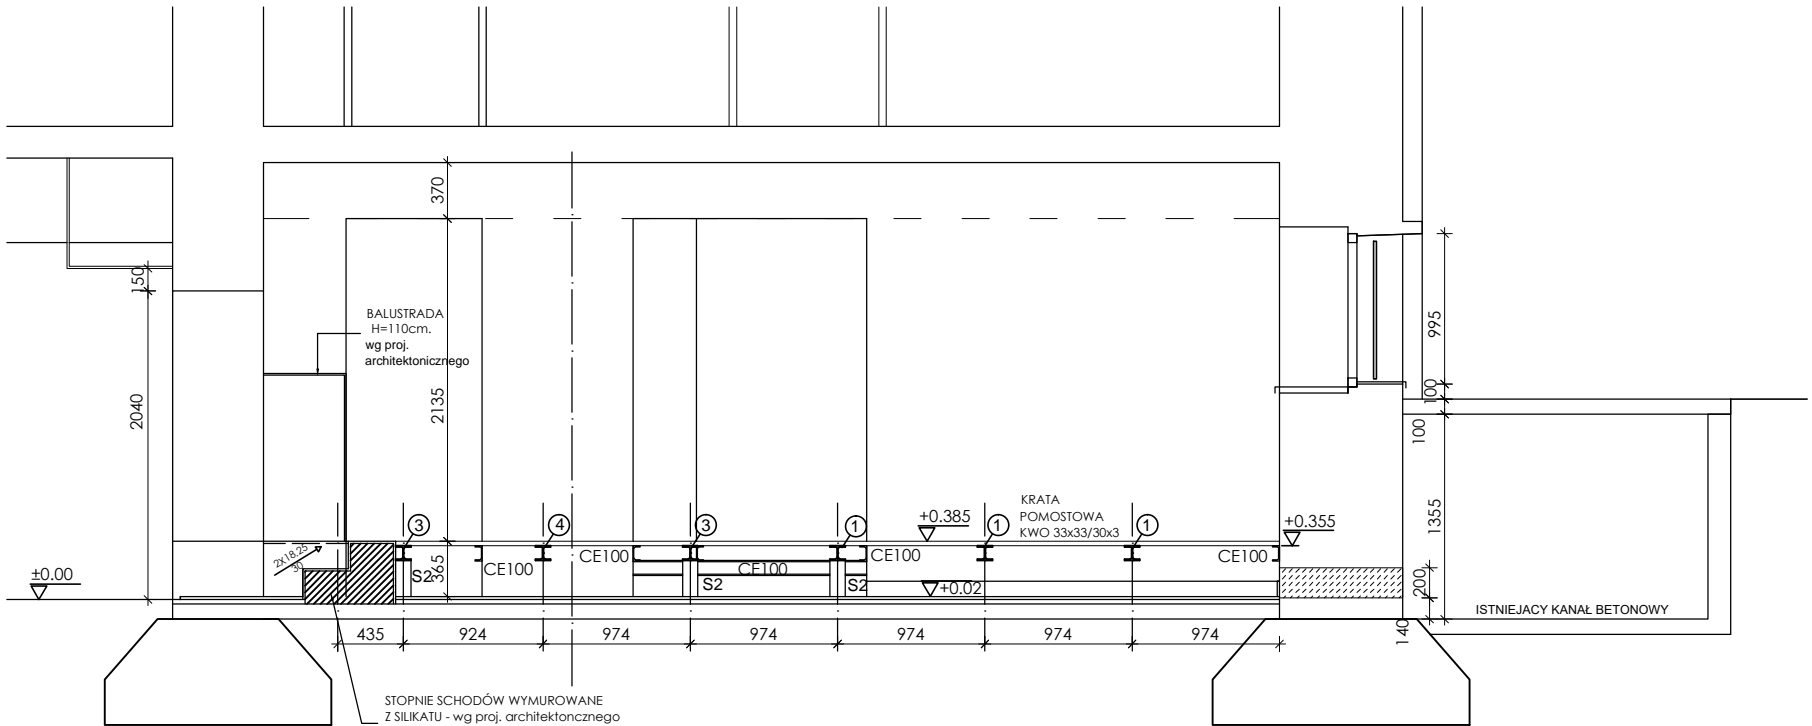 370
150
BALUSTRADA
H=110cm.
wg proj.
architektonicznego
995
2040
2135
100
100
KRATA
POMOSTOWA
KWO 33x33/30x3
1355
3
4
3
1
+0.385
1
1
+0.355
2x18.25
30
365
S2
CE100
CE100
S2
CE100
S2
CE100
CE100
±0.00
+0.02
200
ISTNIEJACY KANAŁ BETONOWY
140
435
924
974
974
974
974
974
STOPNIE SCHODÓW WYMUROWANE
Z SILIKATU - wg proj. architektoncznego